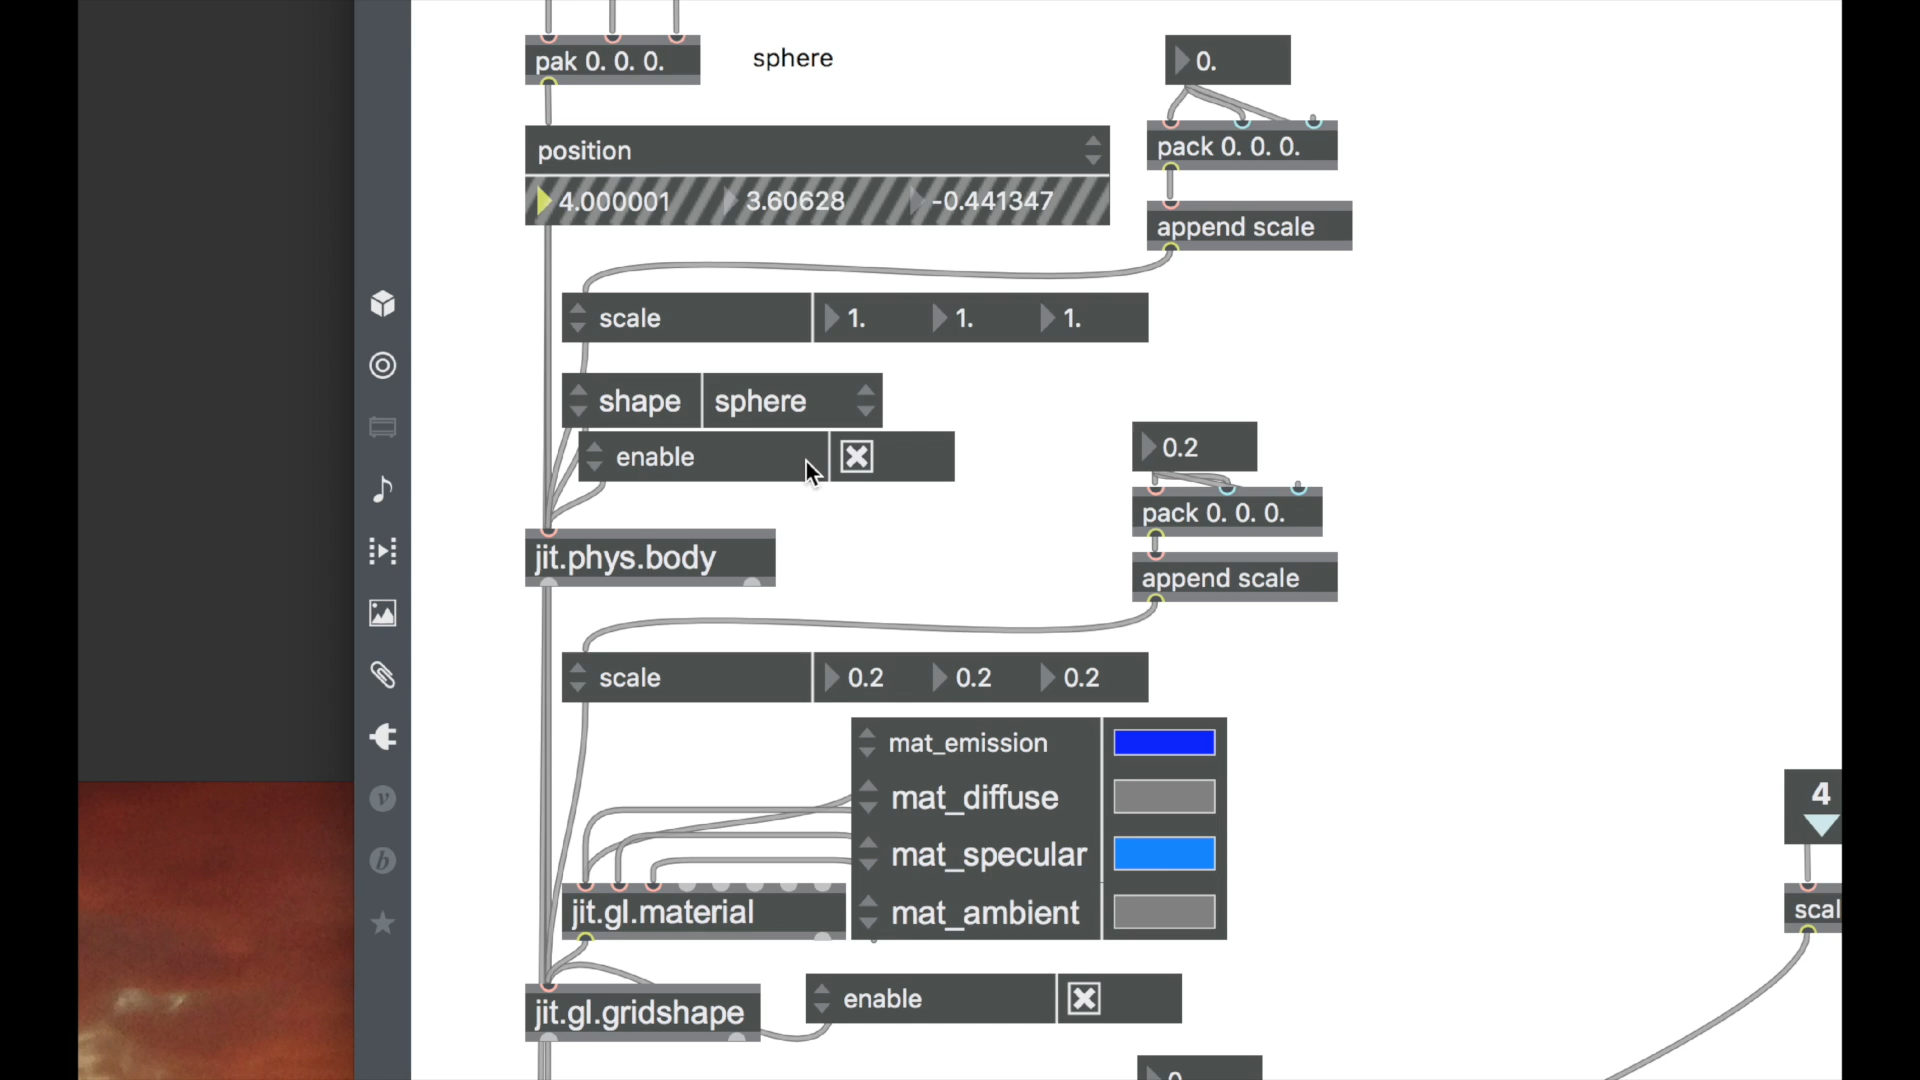 pak 0. 0. 0.
sphere
0.
position
pack 0. 0. 0.
4.000001 3.60628 -0.441347
append scale
scale 1. 1. 1.
shape sphere
enable
0.2
pack 0. 0. 0.
jit.phys.body
append scale
scale 0.2 0.2 0.2
mat_emission
mat_diffuse
mat_specular
mat_ambient
4
jit.gl.material
scal
enable
jit.gl.gridshape